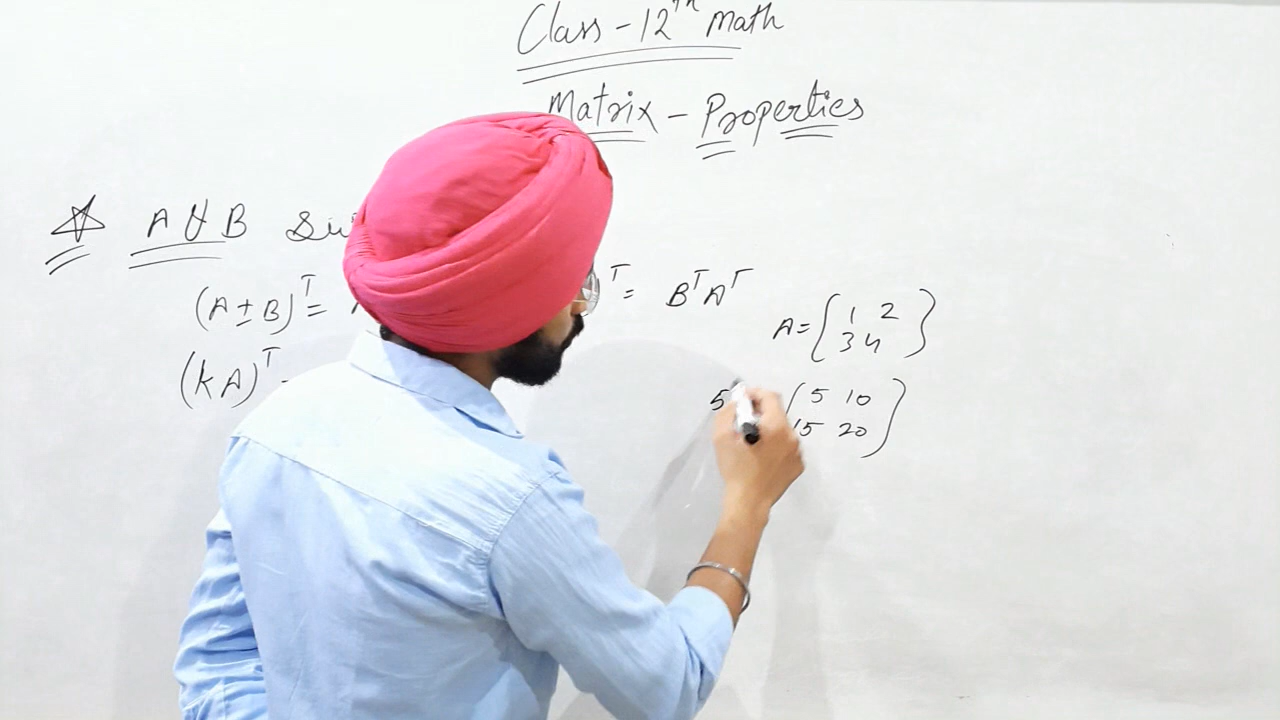 Class-12th Math
Matrix-Properties
A & B
(A ± B)ᵀ = ᵀ = BᵀAᵀ
A = ( 1 2
3 4 )
(kA)ᵀ
5 ( 5 10
15 20 )